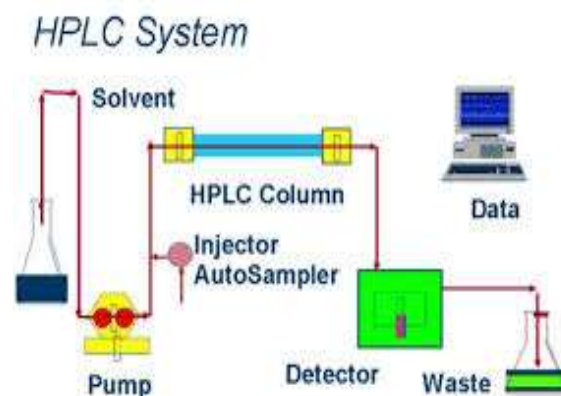 HPLC System
Solvent
HPLC Column
Data
Injector
AutoSampler
Pump
Detector
Waste